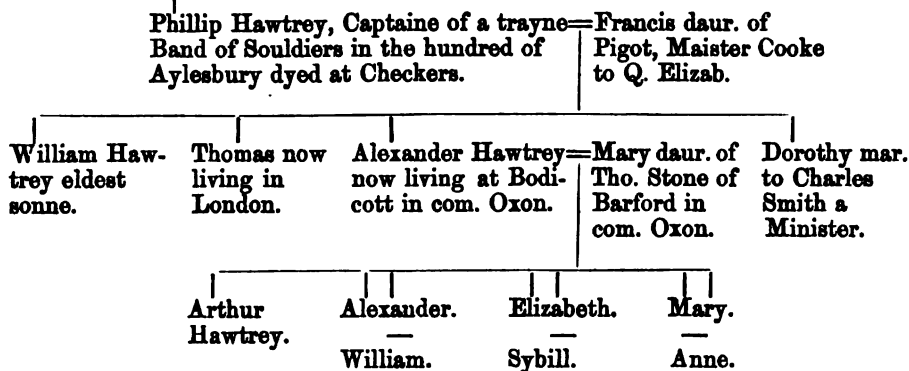 Phillip Hawtrey, Captaine of a trayne=Francis daur. of
Band of Souldiers in the hundred of Pigot, Maister Cooke
Aylesbury dyed at Checkers. to Q. Elizab.
William Haw-
trey eldest
sonne.
Thomas now
living in
London.
Alexander Hawtrey=Mary daur. of
now living at Bodi- Tho. Stone of
cott in com. Oxon. Barford in
com. Oxon.
Dorothy mar.
to Charles
Smith a
Minister.
Arthur
Hawtrey.
Alexander.
—
William.
Elizabeth.
—
Sybill.
Mary.
—
Anne.